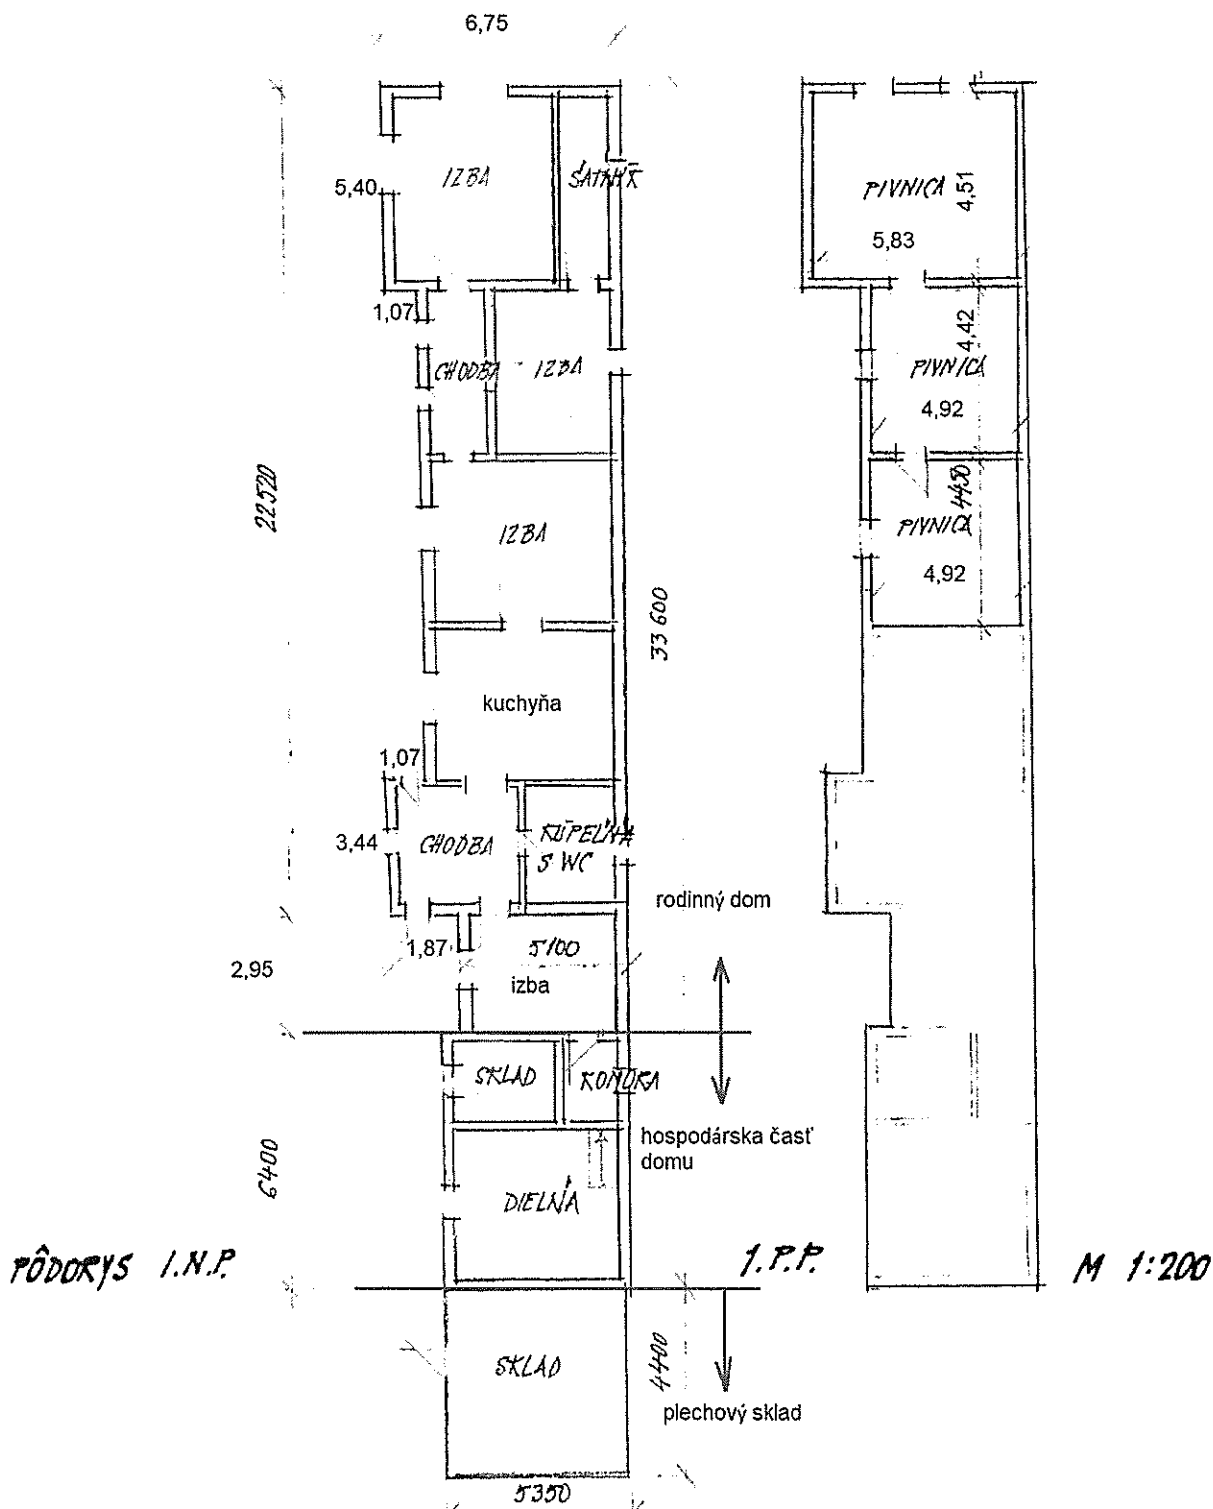 6,75
IZBA
ŠATNÍK
5,40
PIVNICA
4,51
5,83
1,07
CHODBA
IZBA
4,42
PIVNICA
4,92
22520
IZBA
4450
PIVNICA
4,92
33 600
kuchyňa
1,07
3,44
CHODBA
KÚPEĽŇA
S WC
rodinný dom
1,87
5100
2,95
izba
SKLAD
KOMORA
hospodárska časť
domu
6400
DIELŇA
PÔDORYS I.N.P.
1.P.P.
M 1:200
SKLAD
4400
plechový sklad
5350